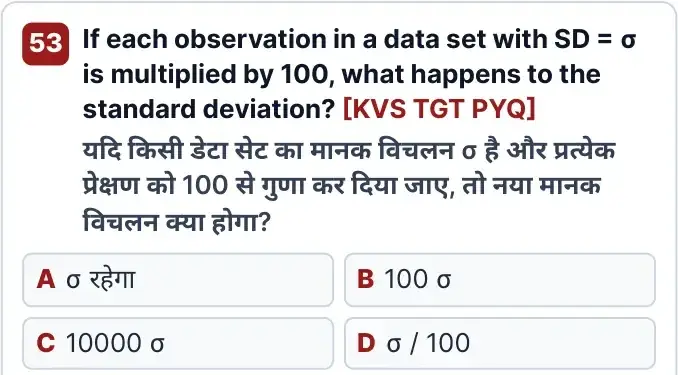 53 If each observation in a data set with SD = σ
is multiplied by 100, what happens to the
standard deviation? [KVS TGT PYQ]
यदि किसी डेटा सेट का मानक विचलन σ है और प्रत्येक
प्रेक्षण को 100 से गुणा कर दिया जाए, तो नया मानक
विचलन क्या होगा?
A σ रहेगा
B 100 σ
C 10000 σ
D σ / 100